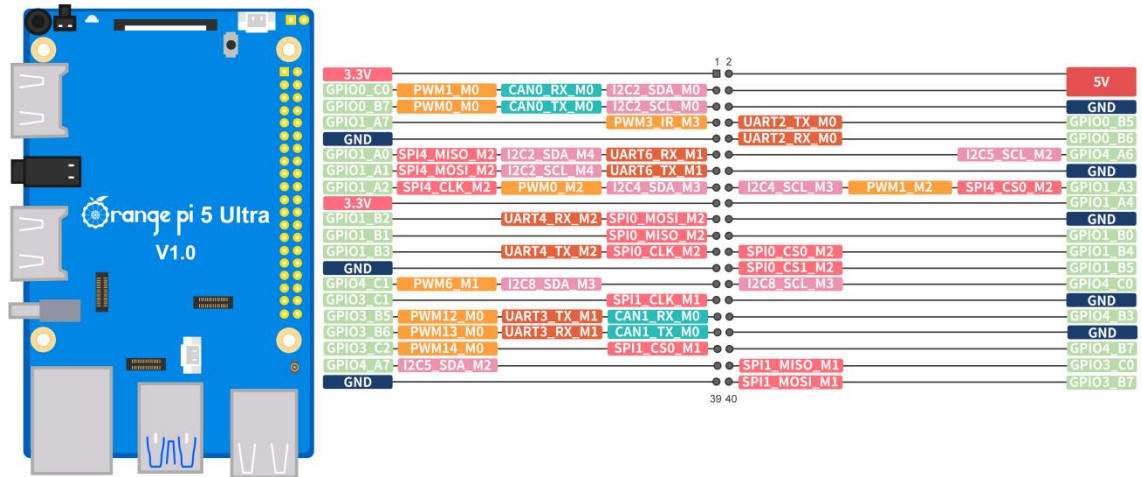 Orange pi 5 Ultra
V1.0
1 2
3.3V 5V
GPIO0_C0 PWM1_M0 CAN0_RX_M0 I2C2_SDA_M0
GPIO0_B7 PWM0_M0 CAN0_TX_M0 I2C2_SCL_M0 GND
GPIO1_A7 PWM3_IR_M3 UART2_TX_M0 GPIO0_B5
GND UART2_RX_M0 GPIO0_B6
GPIO1_A0 SPI4_MISO_M2 I2C2_SDA_M4 UART6_RX_M1 I2C5_SCL_M2 GPIO4_A6
GPIO1_A1 SPI4_MOSI_M2 I2C2_SCL_M4 UART6_TX_M1 GND
GPIO1_A2 SPI4_CLK_M2 PWM0_M2 I2C4_SDA_M3 I2C4_SCL_M3 PWM1_M2 SPI4_CS0_M2 GPIO1_A3
3.3V GPIO1_A4
GPIO1_B2 UART4_RX_M2 SPI0_MOSI_M2 GND
GPIO1_B1 SPI0_MISO_M2 GPIO1_B0
GPIO1_B3 UART4_TX_M2 SPI0_CLK_M2 SPI0_CS0_M2 GPIO1_B4
GND SPI0_CS1_M2 GPIO1_B5
GPIO4_C1 PWM6_M1 I2C8_SDA_M3 I2C8_SCL_M3 GPIO4_C0
GPIO3_C1 SPI1_CLK_M1 GND
GPIO3_B5 PWM12_M0 UART3_TX_M1 CAN1_RX_M0 GPIO4_B3
GPIO3_B6 PWM13_M0 UART3_RX_M1 CAN1_TX_M0 GND
GPIO3_C2 PWM14_M0 SPI1_CS0_M1 GPIO4_B7
GPIO4_A7 I2C5_SDA_M2 SPI1_MISO_M1 GPIO3_C0
GND SPI1_MOSI_M1 GPIO3_B7
39 40